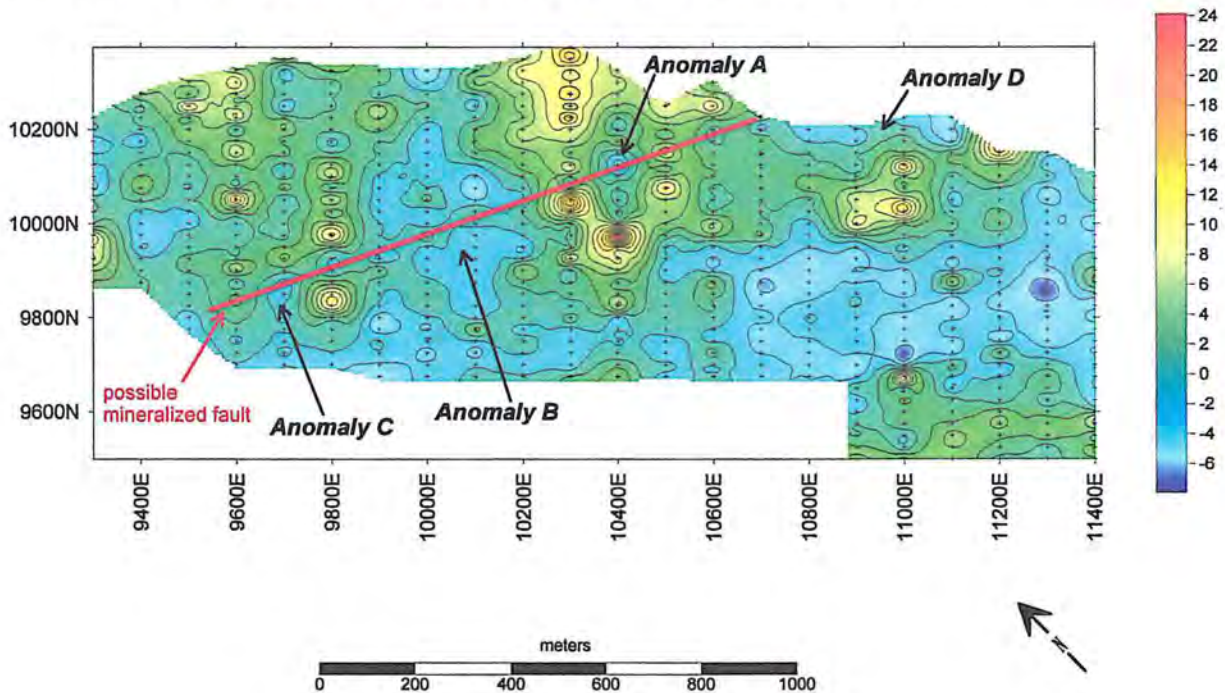 Anomaly A
Anomaly D
10200N
10000N
9800N
9600N
possible
mineralized fault
Anomaly C
Anomaly B
9400E
9600E
9800E
10000E
10200E
10400E
10600E
10800E
11000E
11200E
11400E
24
22
20
18
16
14
12
10
8
6
4
2
0
-2
-4
-6
meters
0 200 400 600 800 1000
N